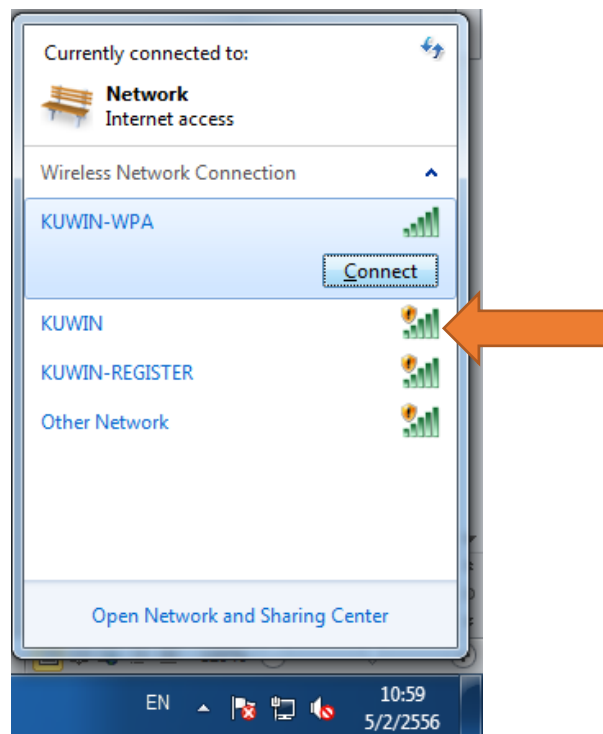 Currently connected to:
Network
Internet access
Wireless Network Connection
KUWIN-WPA
Connect
KUWIN
KUWIN-REGISTER
Other Network
Open Network and Sharing Center
EN
10:59
5/2/2556